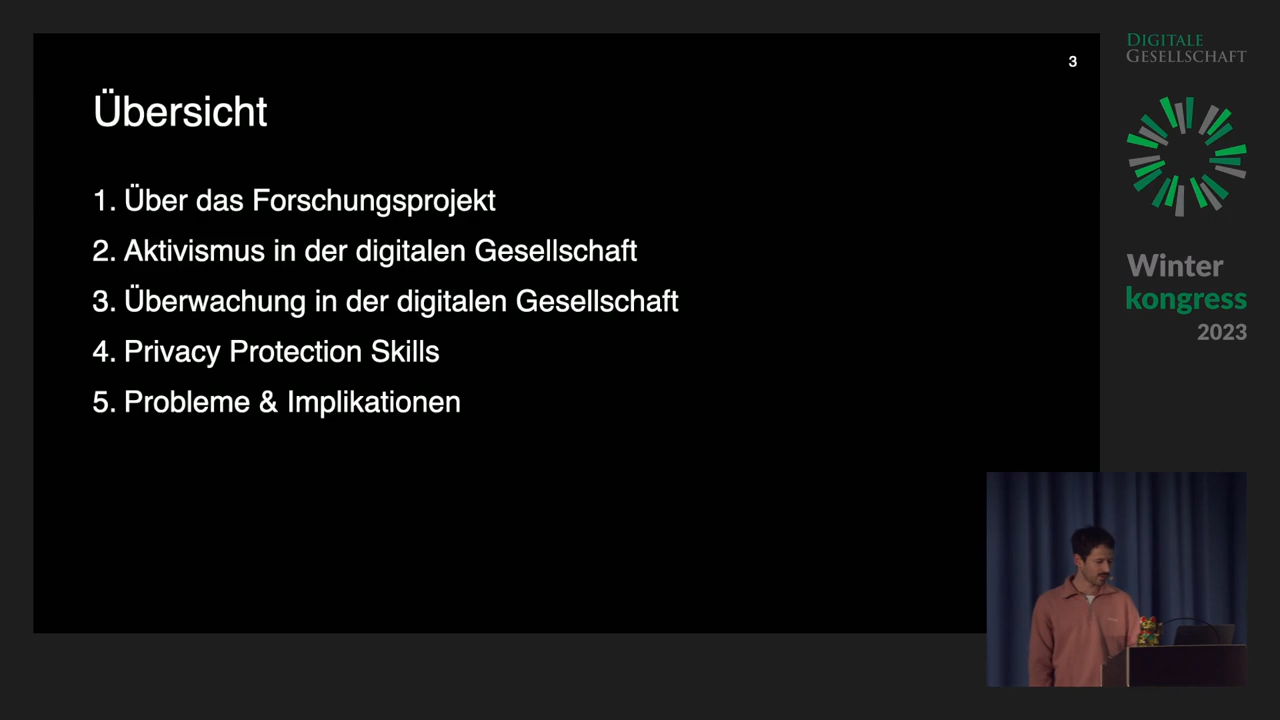 3
Übersicht
1. Über das Forschungsprojekt
2. Aktivismus in der digitalen Gesellschaft
3. Überwachung in der digitalen Gesellschaft
4. Privacy Protection Skills
5. Probleme & Implikationen
DIGITALE
GESELLSCHAFT
Winter
kongress
2023